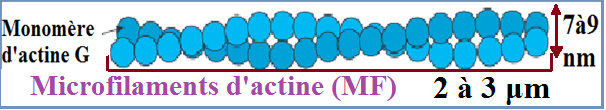 Monomère
d'actine G
7à9
nm
Microfilaments d'actine (MF)
2 à 3 µm